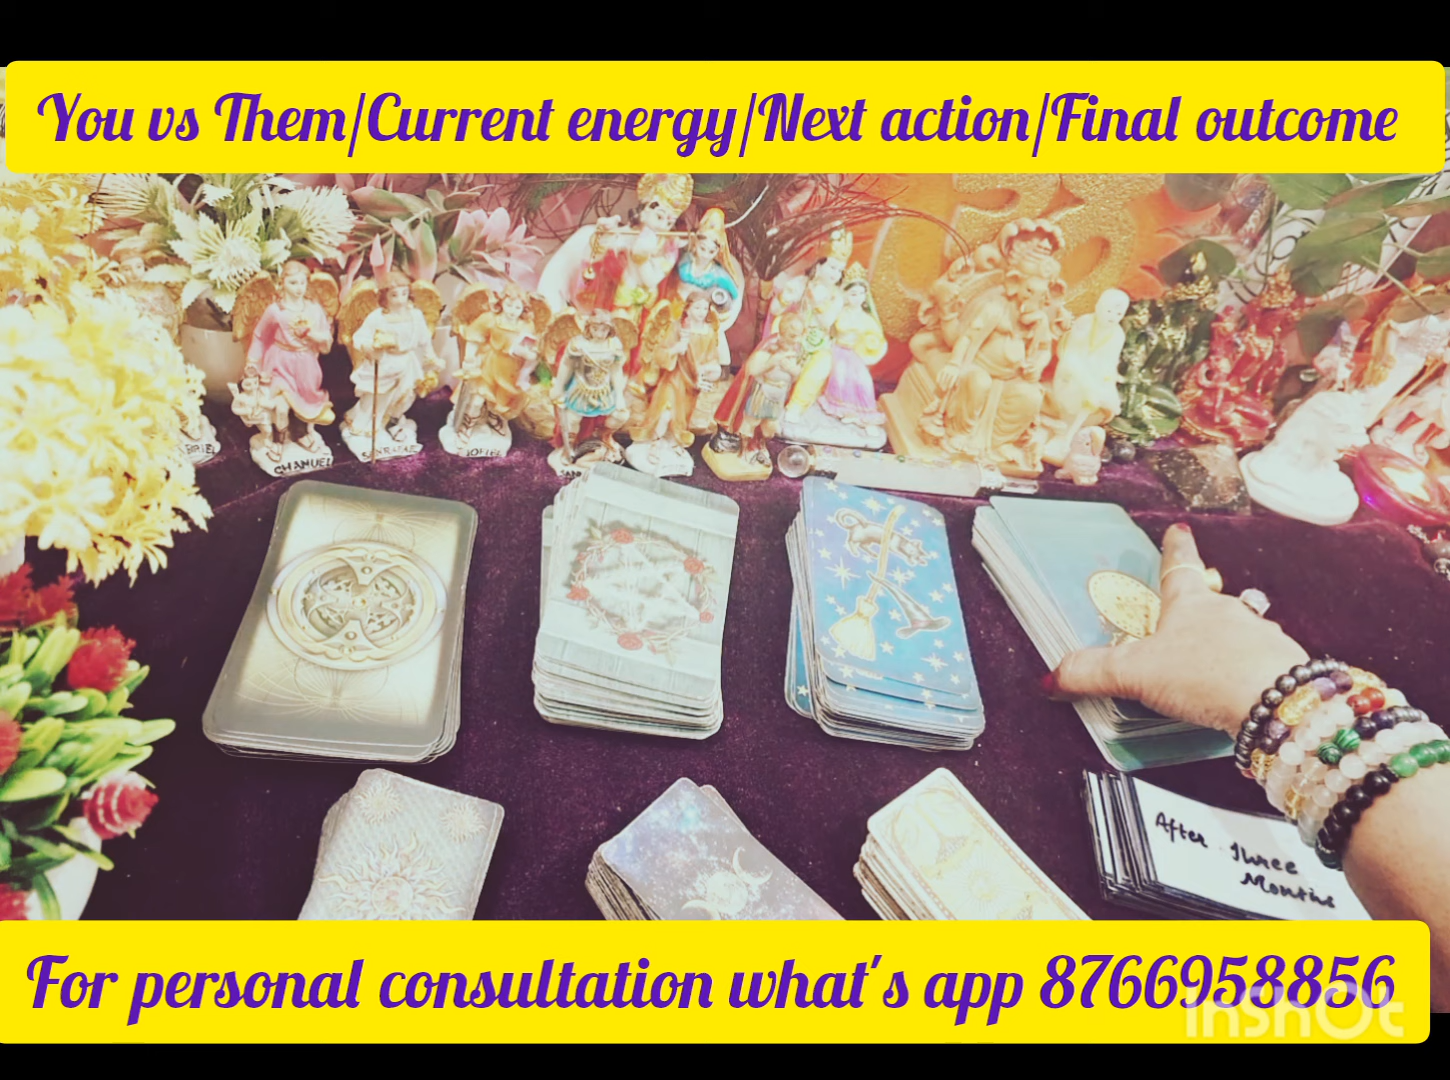 You vs Them/Current energy/Next action/Final outcome
CHAMUEL
JOFIEL
After Three
Months
For personal consultation what's app 8766958856
InShOt